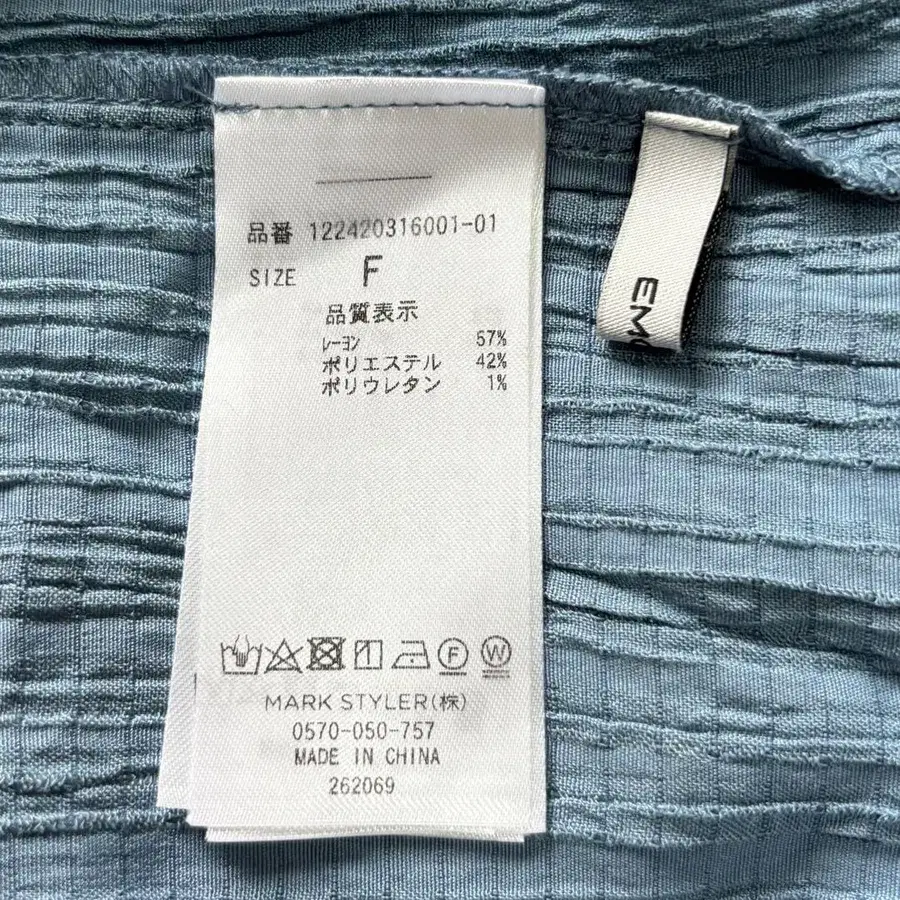 品番 122420316001-01
SIZE F
品質表示
ﾚｰﾖﾝ 57%
ポリエステル 42%
ポリウレタン 1%
F W
MARK STYLER(株)
0570-050-757
MADE IN CHINA
262069